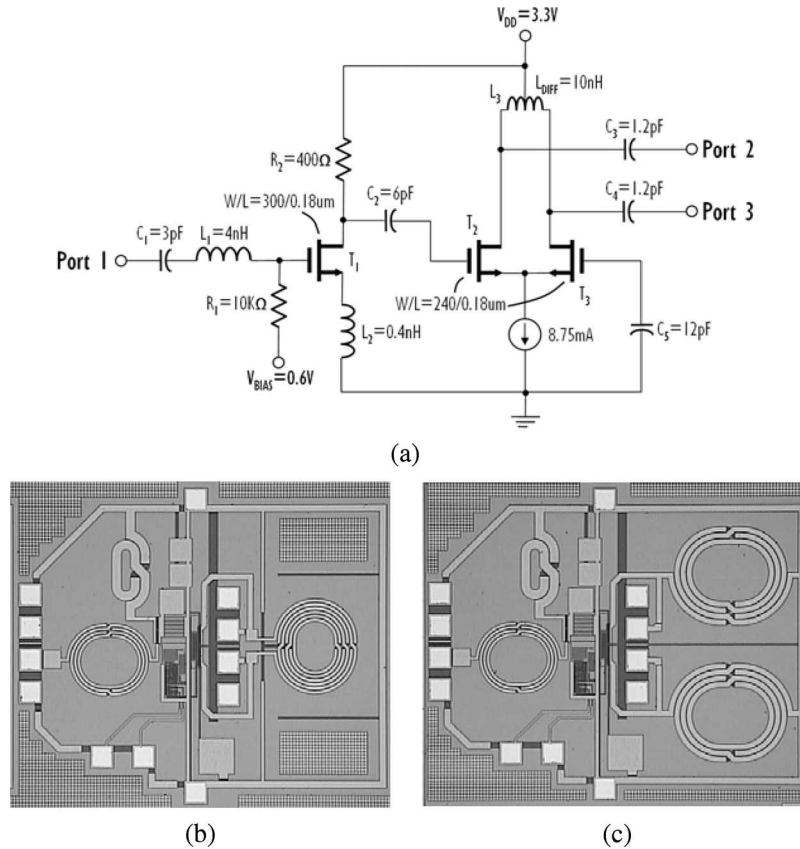 V_DD=3.3V
L_3
L_DIFF=10nH
C_3=1.2pF
Port 2
R_2=400Ω
C_4=1.2pF
Port 3
W/L=300/0.18um
C_2=6pF
C_1=3pF
L_1=4nH
T_2
Port 1
T_1
T_3
R_1=10KΩ
W/L=240/0.18um
L_2=0.4nH
8.75mA
C_5=12pF
V_BIAS=0.6V
(a)
(b)
(c)